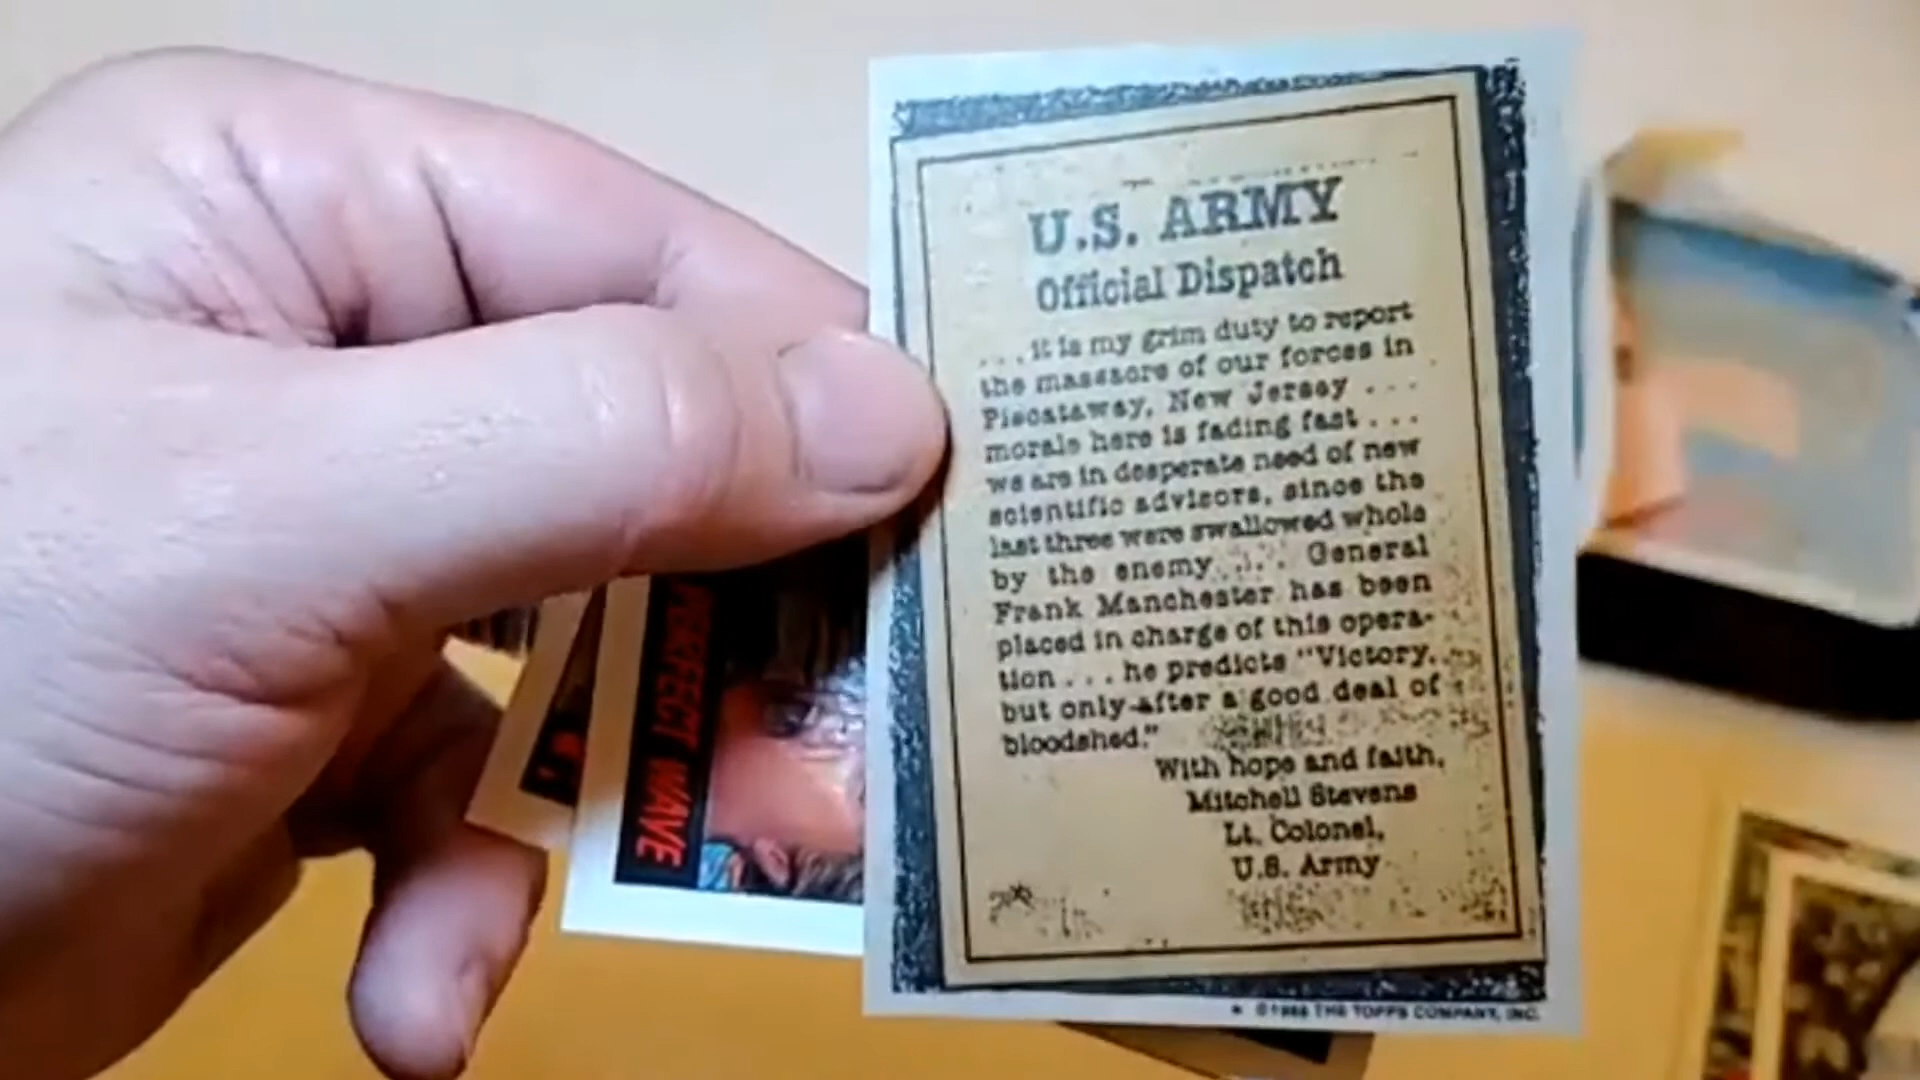 U.S. ARMY
Official Dispatch
. . . it is my grim duty to report
the massacre of our forces in
Piscataway, New Jersey . . .
morale here is fading fast . . .
we are in desperate need of new
scientific advisors, since the
last three were swallowed whole
by the enemy . . . General
Frank Manchester has been
placed in charge of this opera-
tion . . . he predicts "Victory,
but only after a good deal of
bloodshed."
With hope and faith,
Mitchell Stevens
Lt. Colonel,
U.S. Army
* ©1988 THE TOPPS COMPANY, INC.
PERFECT WAVE